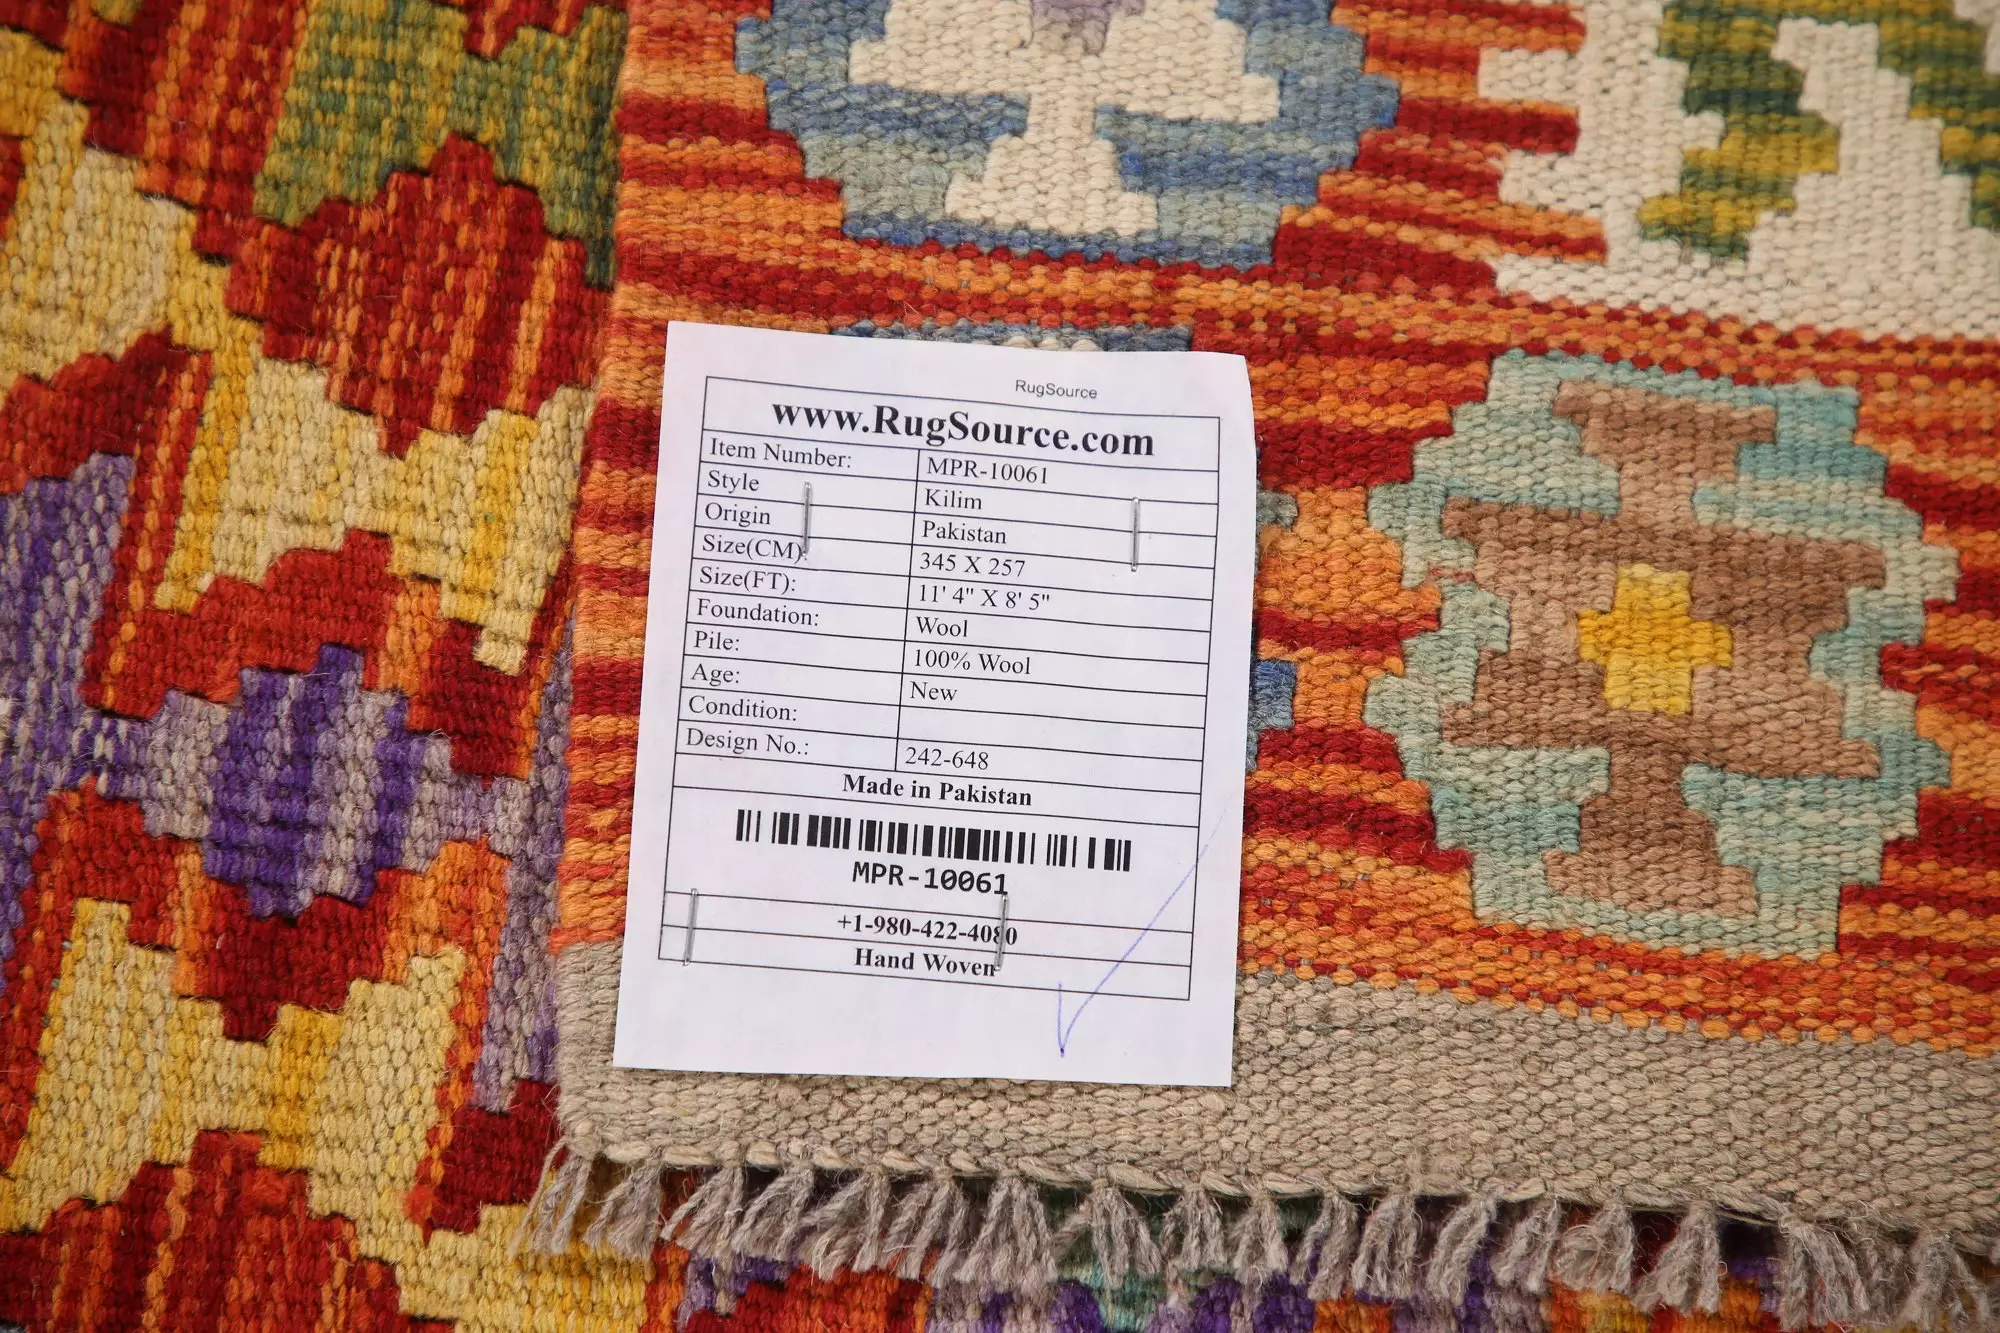 RugSource
www.RugSource.com
Item Number: MPR-10061
Style Kilim
Origin Pakistan
Size(CM): 345 X 257
Size(FT): 11' 4" X 8' 5"
Foundation: Wool
Pile: 100% Wool
Age: New
Condition:
Design No.: 242-648
Made in Pakistan
MPR-10061
+1-980-422-4080
Hand Woven